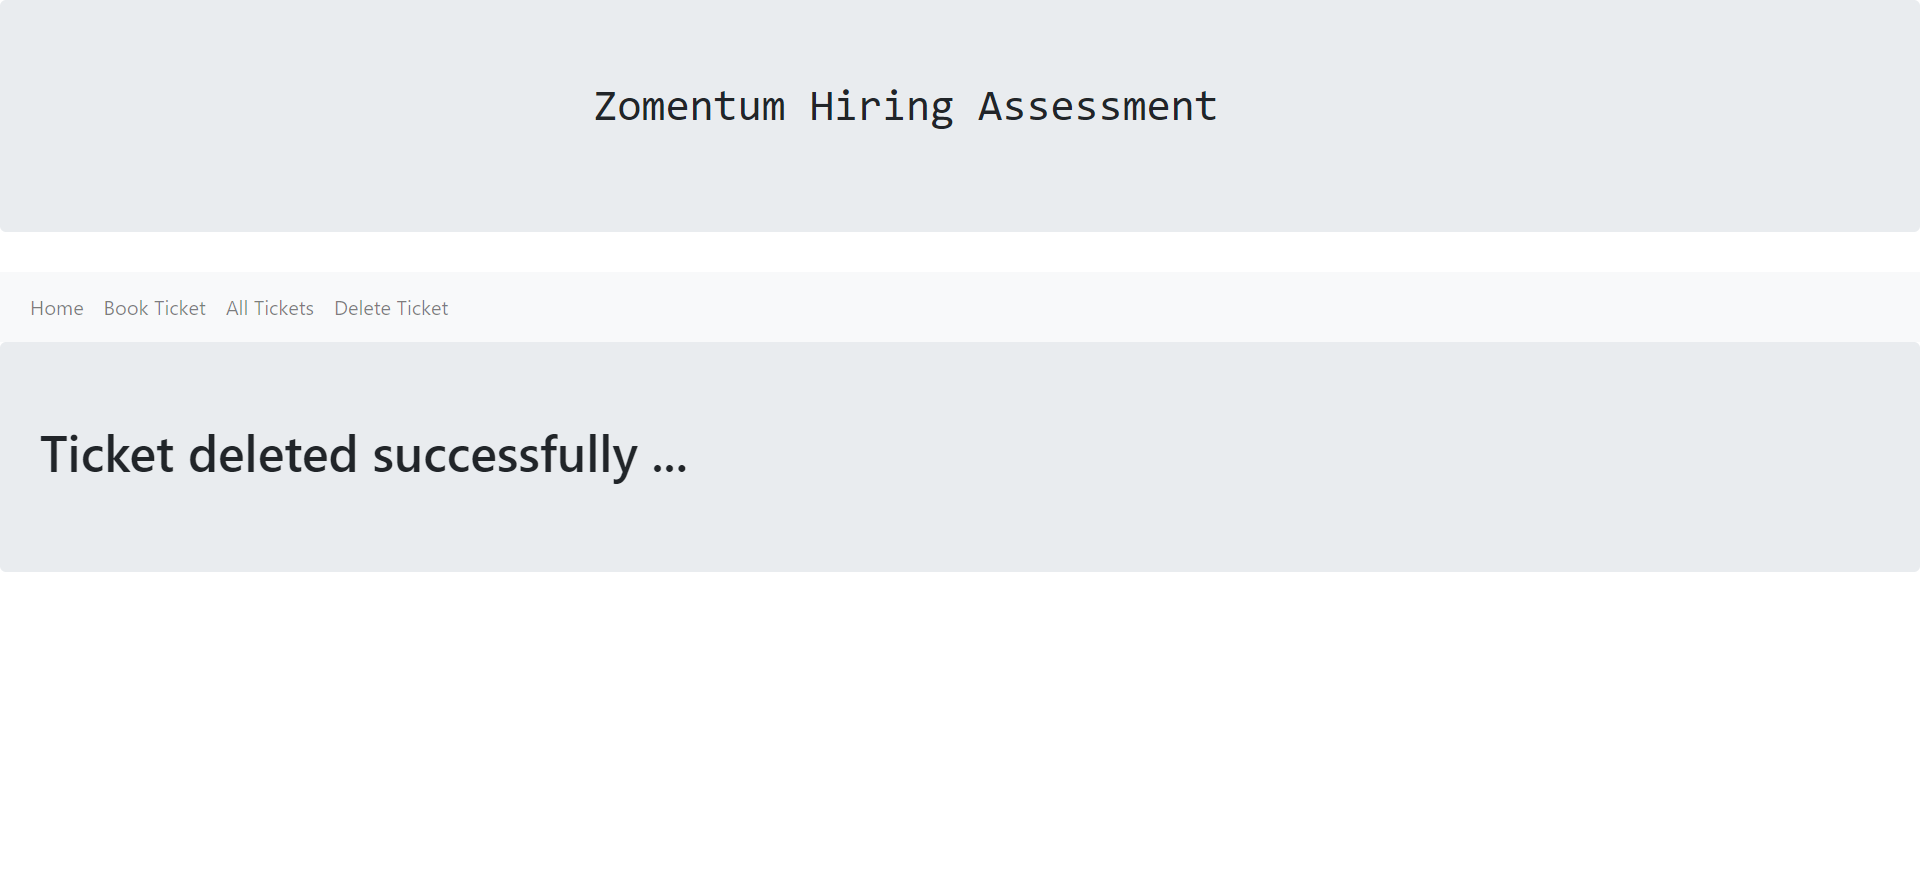 Zomentum Hiring Assessment
Home Book Ticket All Tickets Delete Ticket
Ticket deleted successfully ...